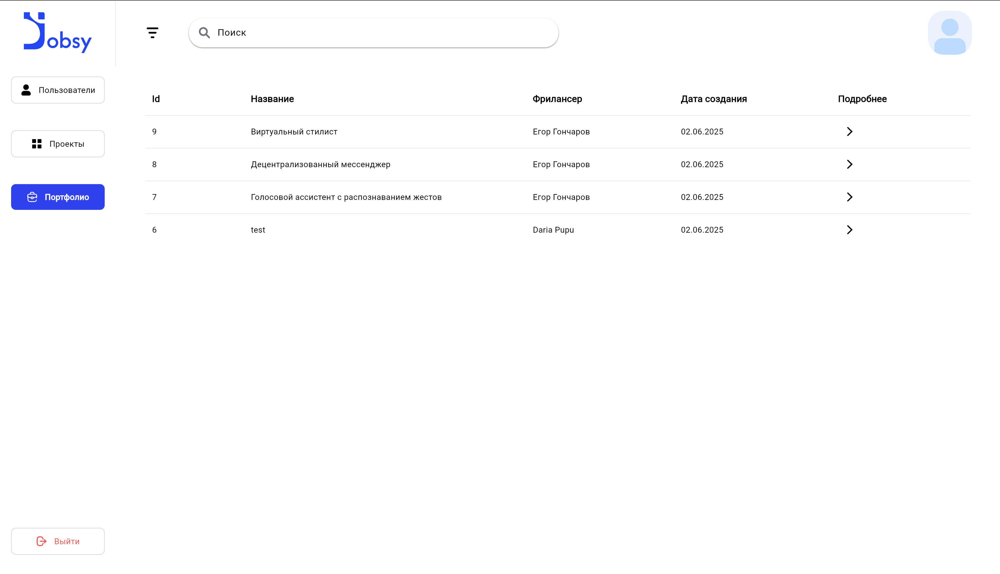 Jobsy
Поиск
Пользователи
Проекты
Портфолио
Id Название Фрилансер Дата создания Подробнее
9 Виртуальный стилист Егор Гончаров 02.06.2025
8 Децентрализованный мессенджер Егор Гончаров 02.06.2025
7 Голосовой ассистент с распознаванием жестов Егор Гончаров 02.06.2025
6 test Daria Pupu 02.06.2025
Выйти